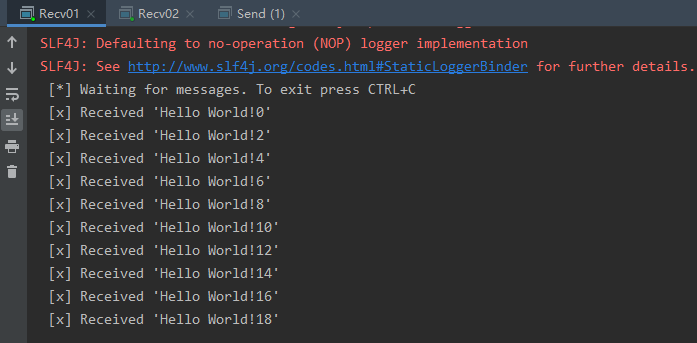 Recv01 Recv02 Send (1)
SLF4J: Defaulting to no-operation (NOP) logger implementation
SLF4J: See http://www.slf4j.org/codes.html#StaticLoggerBinder for further details.
[*] Waiting for messages. To exit press CTRL+C
[x] Received 'Hello World!0'
[x] Received 'Hello World!2'
[x] Received 'Hello World!4'
[x] Received 'Hello World!6'
[x] Received 'Hello World!8'
[x] Received 'Hello World!10'
[x] Received 'Hello World!12'
[x] Received 'Hello World!14'
[x] Received 'Hello World!16'
[x] Received 'Hello World!18'